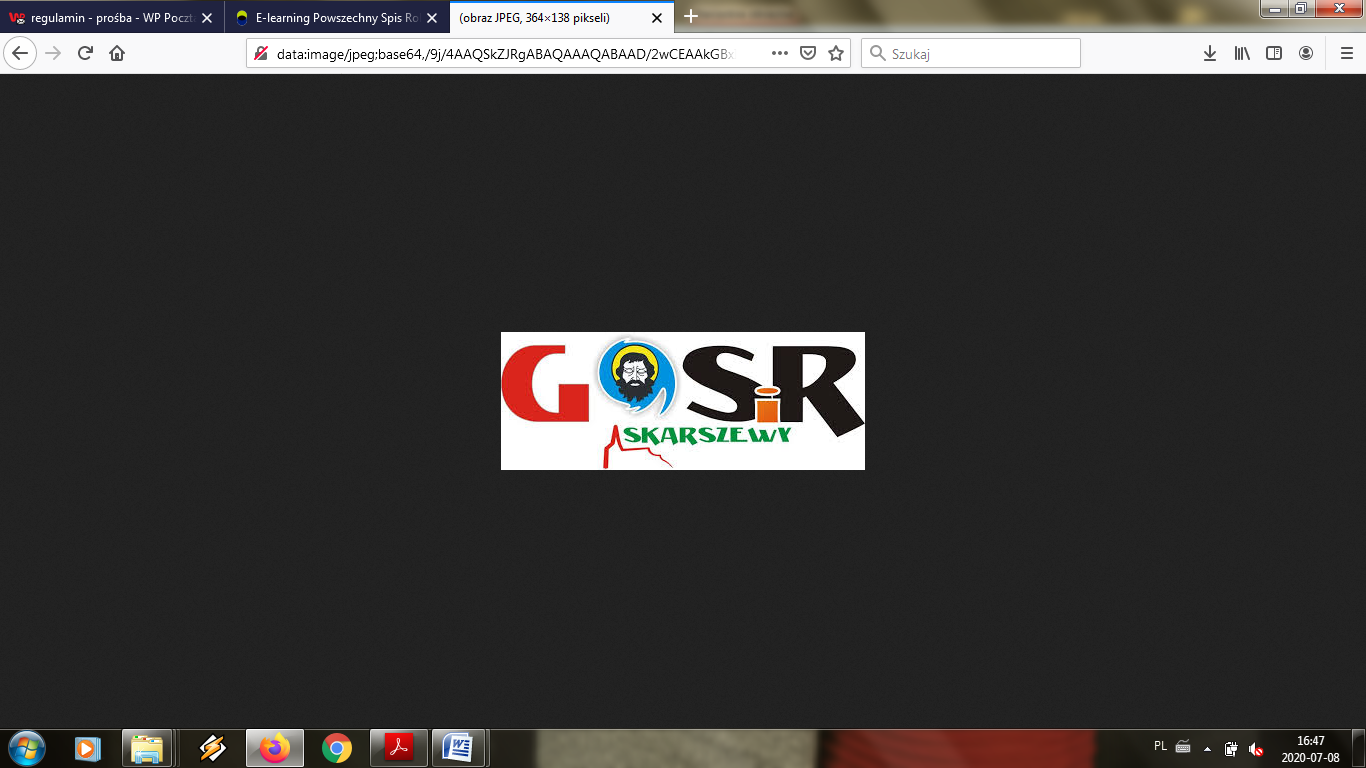 regulamin - prośba - WP Poczt
E-learning Powszechny Spis Ro
(obraz JPEG, 364×138 pikseli)
data:image/jpeg;base64,/9j/4AAQSkZJRgABAQAAAQABAAD/2wCEAAkGBx
Szukaj
GOSiR
SKARSZEWY
PL
16:47
2020-07-08